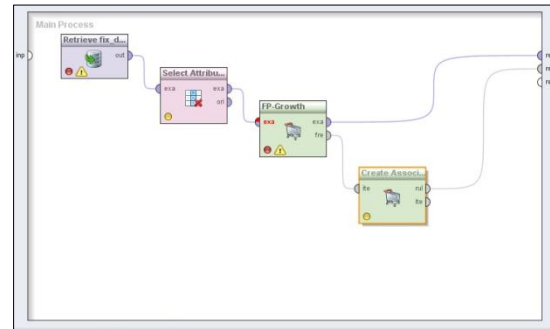 Main Process
Retrieve fix_d...
inp
out
Select Attribu...
exa
exa
ori
FP-Growth
exa
exa
fre
Create Associ...
ite
rul
ite